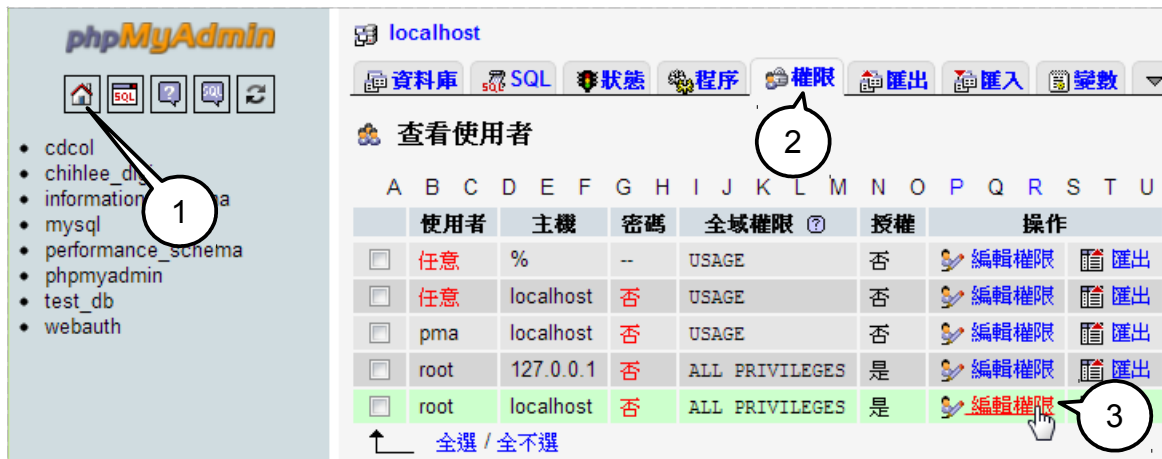 phpMyAdmin
SQL
SQL
cdcol
chihlee_di
information a
mysql
performance_schema
phpmyadmin
test_db
webauth
1
localhost
資料庫 SQL 狀態 程序 權限 匯出 匯入 變數
2
查看使用者
A B C D E F G H I J K L M N O P Q R S T U
使用者 主機 密碼 全域權限 操作 授權
任意 % -- USAGE 否 編輯權限 匯出
任意 localhost 否 USAGE 否 編輯權限 匯出
pma localhost 否 USAGE 否 編輯權限 匯出
root 127.0.0.1 否 ALL PRIVILEGES 是 編輯權限 匯出
root localhost 否 ALL PRIVILEGES 是 編輯權限
3
全選 / 全不選